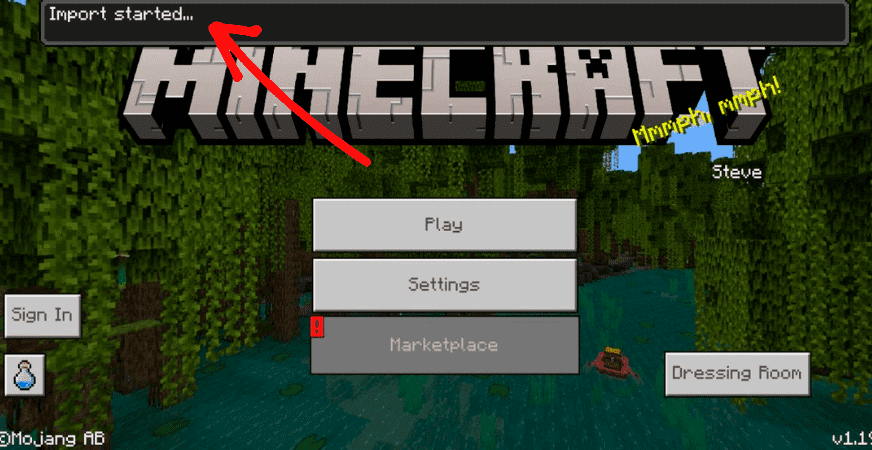 Import started...
MINECRAFT
Mmmph, mmph!
Steve
Play
Settings
Sign In
!
Marketplace
Dressing Room
©Mojang AB
v1.19